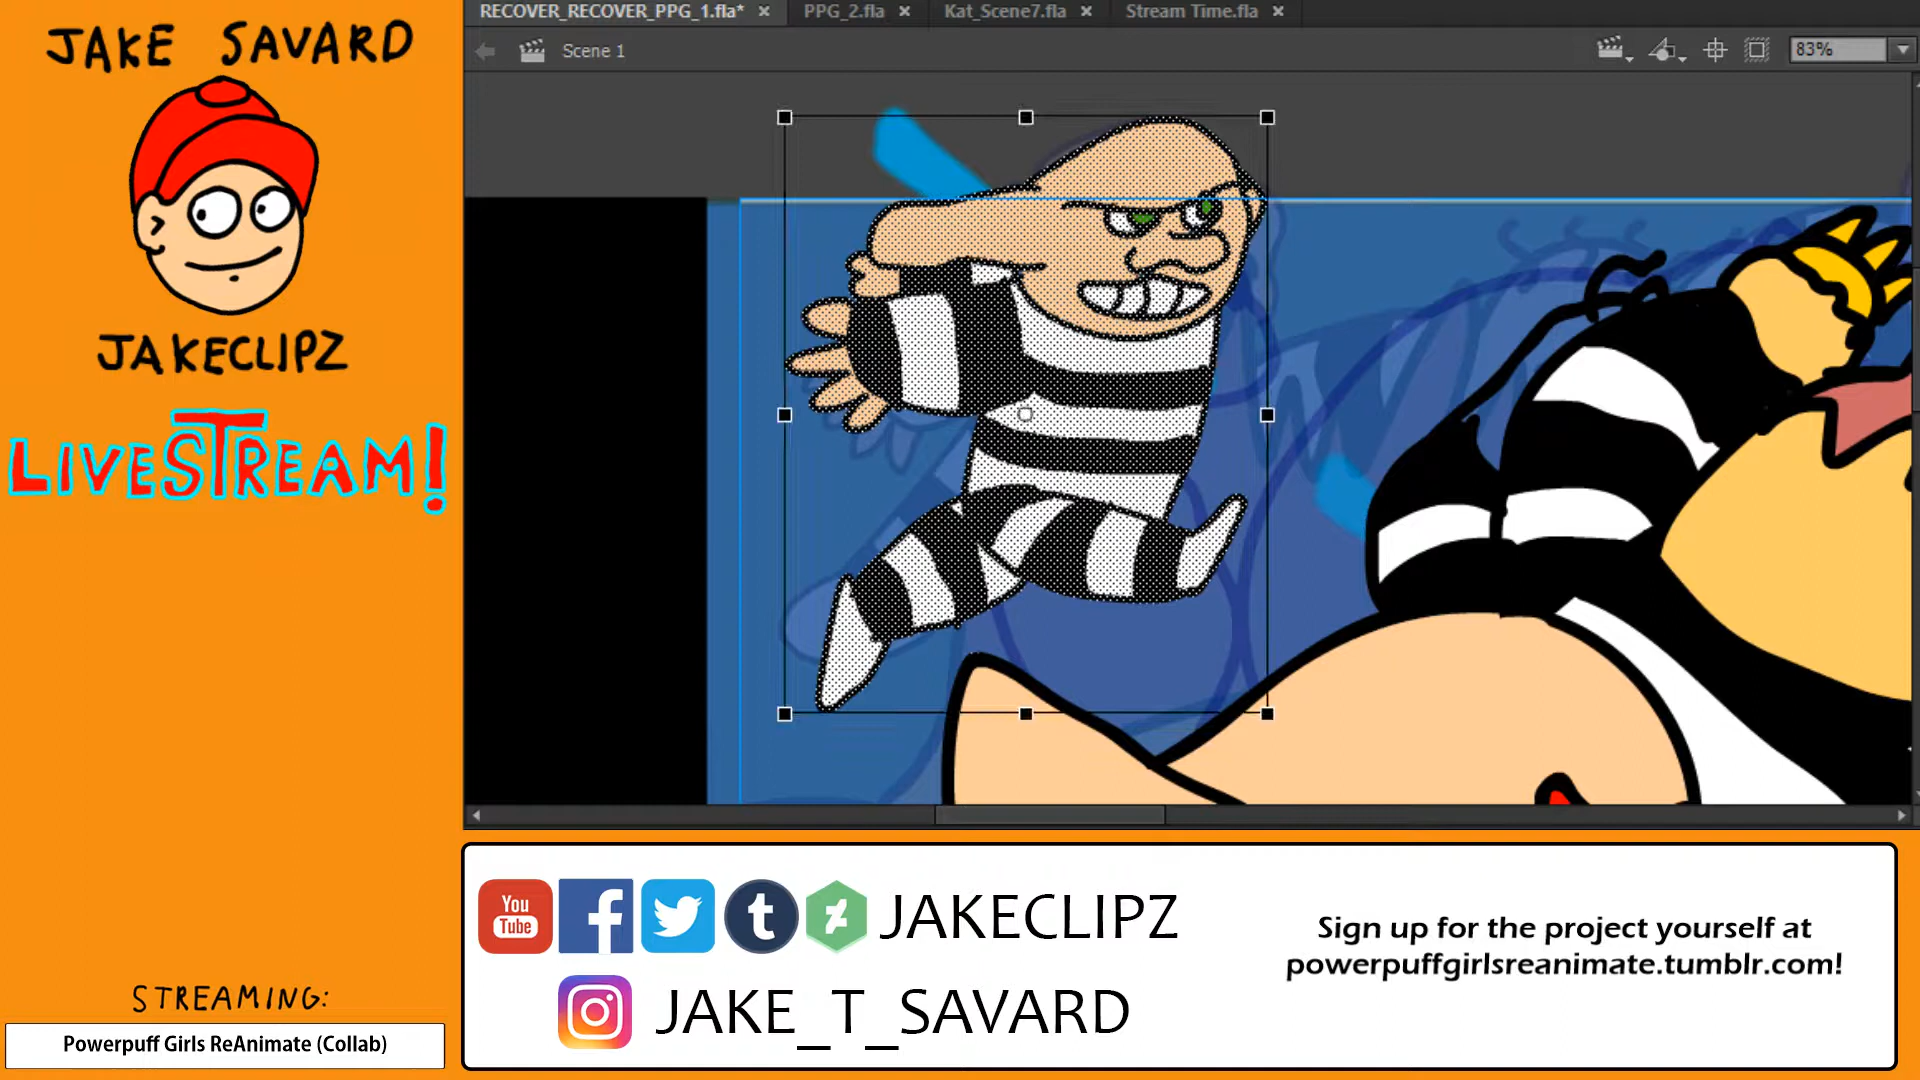 JAKE SAVARD
JAKECLIPZ
LIVESTREAM!
STREAMING:
Powerpuff Girls ReAnimate (Collab)
RECOVER_RECOVER_PPG_1.fla*
PPG_2.fla
Kat_Scene7.fla
Stream Time.fla
Scene 1
83%
You
Tube
JAKECLIPZ
JAKE_T_SAVARD
Sign up for the project yourself at
powerpuffgirlsreanimate.tumblr.com!